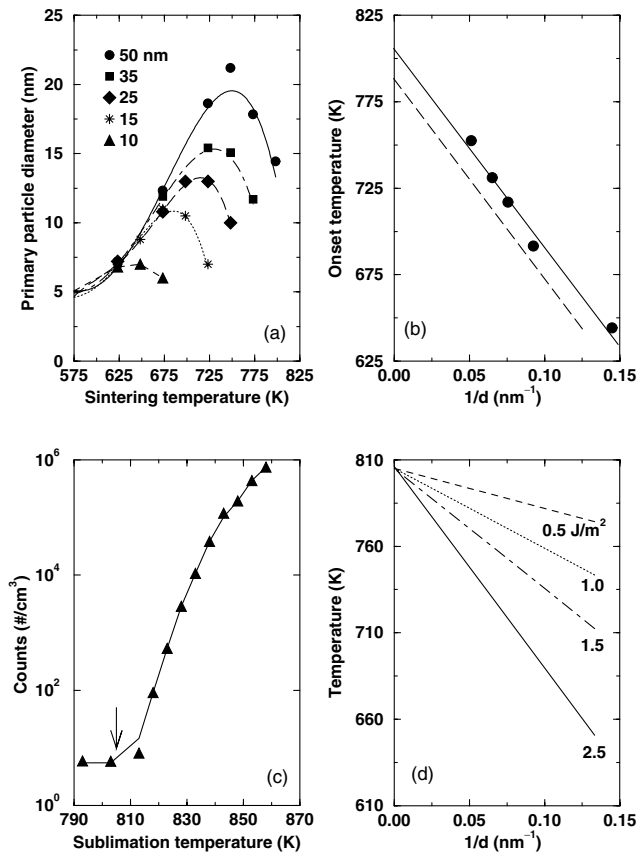 Primary particle diameter (nm)
25
20
15
10
5
0
50 nm
35
25
15
10
(a)
575 625 675 725 775 825
Sintering temperature (K)
Onset temperature (K)
825
775
725
675
625
(b)
0.00 0.05 0.10 0.15
1/d (nm⁻¹)
Counts (#/cm³)
10⁶
10⁴
10²
10⁰
(c)
790 810 830 850 870
Sublimation temperature (K)
Temperature (K)
810
760
710
660
610
0.5 J/m²
1.0
1.5
2.5
(d)
0.00 0.05 0.10 0.15
1/d (nm⁻¹)